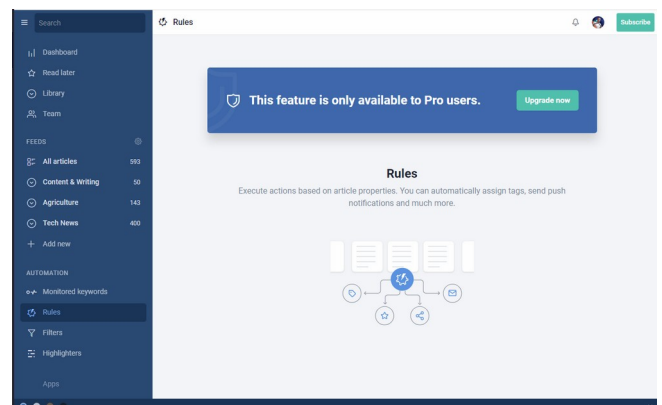 Search
Rules
Subscribe
Dashboard
Read later
Library
Team
FEEDS
All articles 593
Content & Writing 50
Agriculture 143
Tech News 400
Add new
AUTOMATION
Monitored keywords
Rules
Filters
Highlighters
Apps
This feature is only available to Pro users.
Upgrade now
Rules
Execute actions based on article properties. You can automatically assign tags, send push
notifications and much more.